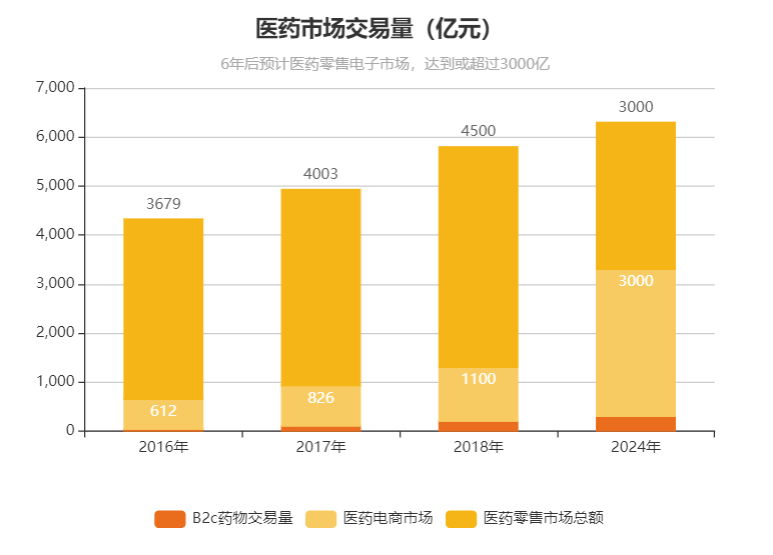 医药市场交易量（亿元）
6年后预计医药零售电子市场，达到或超过3000亿
7,000
6,000
5,000
4,000
3,000
2,000
1,000
0
3679
4003
4500
3000
612
826
1100
3000
2016年
2017年
2018年
2024年
B2c药物交易量
医药电商市场
医药零售市场总额